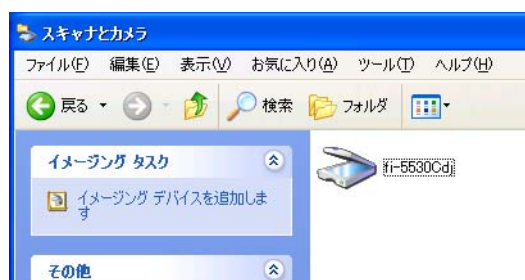 スキャナとカメラ
ファイル(F) 編集(E) 表示(V) お気に入り(A) ツール(T) ヘルプ(H)
戻る 検索 フォルダ
イメージング タスク
イメージング デバイスを追加しま
す
その他
fi-5530Cdj